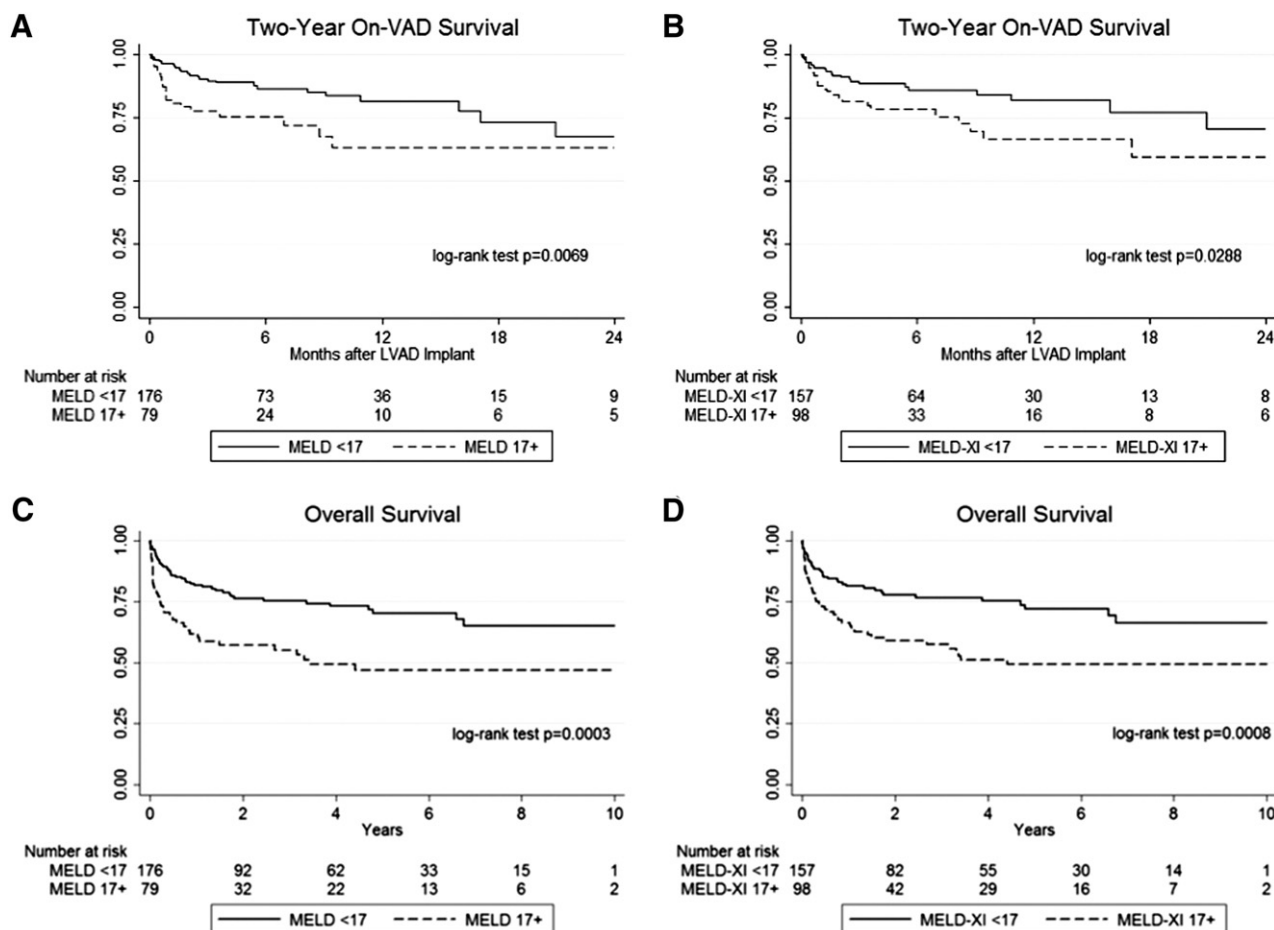 A
Two-Year On-VAD Survival
1.00
0.75
0.50
0.25
0.00
log-rank test p=0.0069
0 6 12 18 24
Months after LVAD Implant
Number at risk
MELD <17 176 73 36 15 9
MELD 17+ 79 24 10 6 5
MELD <17 MELD 17+
B
Two-Year On-VAD Survival
1.00
0.75
0.50
0.25
0.00
log-rank test p=0.0288
0 6 12 18 24
Months after LVAD Implant
Number at risk
MELD-XI <17 157 64 30 13 8
MELD-XI 17+ 98 33 16 8 6
MELD-XI <17 MELD-XI 17+
C
Overall Survival
1.00
0.75
0.50
0.25
0.00
log-rank test p=0.0003
0 2 4 6 8 10
Years
Number at risk
MELD <17 176 92 62 33 15 1
MELD 17+ 79 32 22 13 6 2
MELD <17 MELD 17+
D
Overall Survival
1.00
0.75
0.50
0.25
0.00
log-rank test p=0.0008
0 2 4 6 8 10
Years
Number at risk
MELD-XI <17 157 82 55 30 14 1
MELD-XI 17+ 98 42 29 16 7 2
MELD-XI <17 MELD-XI 17+